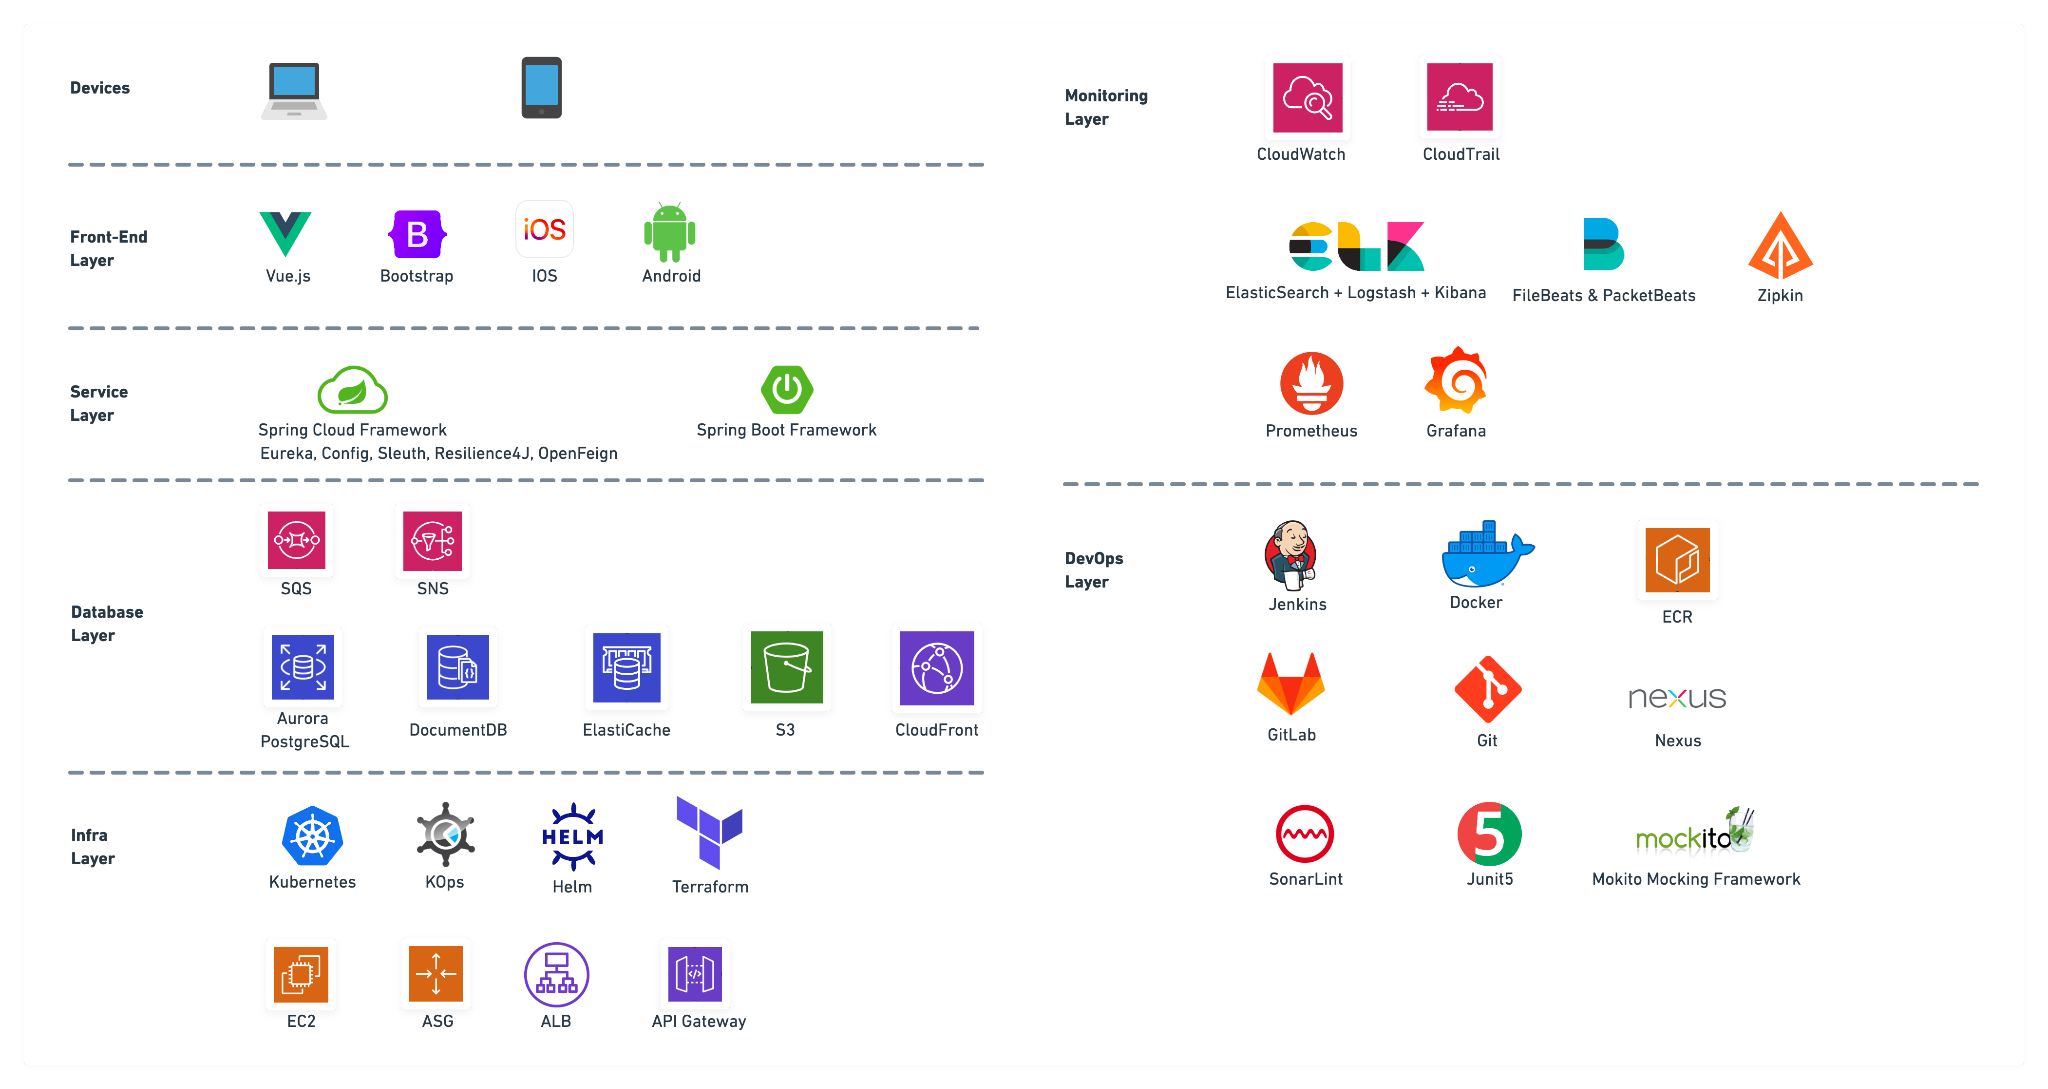 Devices
Front-End
Layer
B
iOS
Vue.js
Bootstrap
IOS
Android
Service
Layer
Spring Cloud Framework
Eureka, Config, Sleuth, Resilience4J, OpenFeign
Spring Boot Framework
Database
Layer
SQS
SNS
Aurora
PostgreSQL
DocumentDB
ElastiCache
S3
CloudFront
Infra
Layer
HELM
Kubernetes
KOps
Helm
Terraform
EC2
ASG
ALB
API Gateway
Monitoring
Layer
CloudWatch
CloudTrail
ELK
B
ElasticSearch + Logstash + Kibana
FileBeats & PacketBeats
Zipkin
Prometheus
Grafana
DevOps
Layer
Jenkins
Docker
ECR
nexus
GitLab
Git
Nexus
5
mockito
SonarLint
Junit5
Mokito Mocking Framework